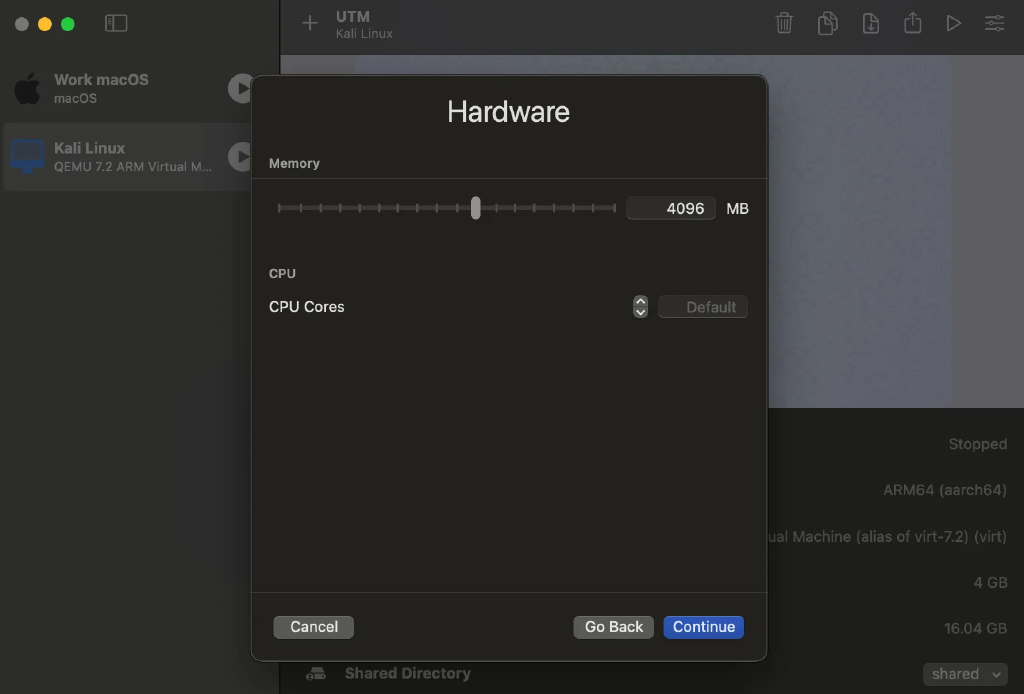 UTM
Kali Linux
Work macOS
macOS
Kali Linux
QEMU 7.2 ARM Virtual M...
Hardware
Memory
4096 MB
CPU
CPU Cores
Default
Cancel
Go Back
Continue
Stopped
ARM64 (aarch64)
ual Machine (alias of virt-7.2) (virt)
4 GB
16.04 GB
Shared Directory
shared